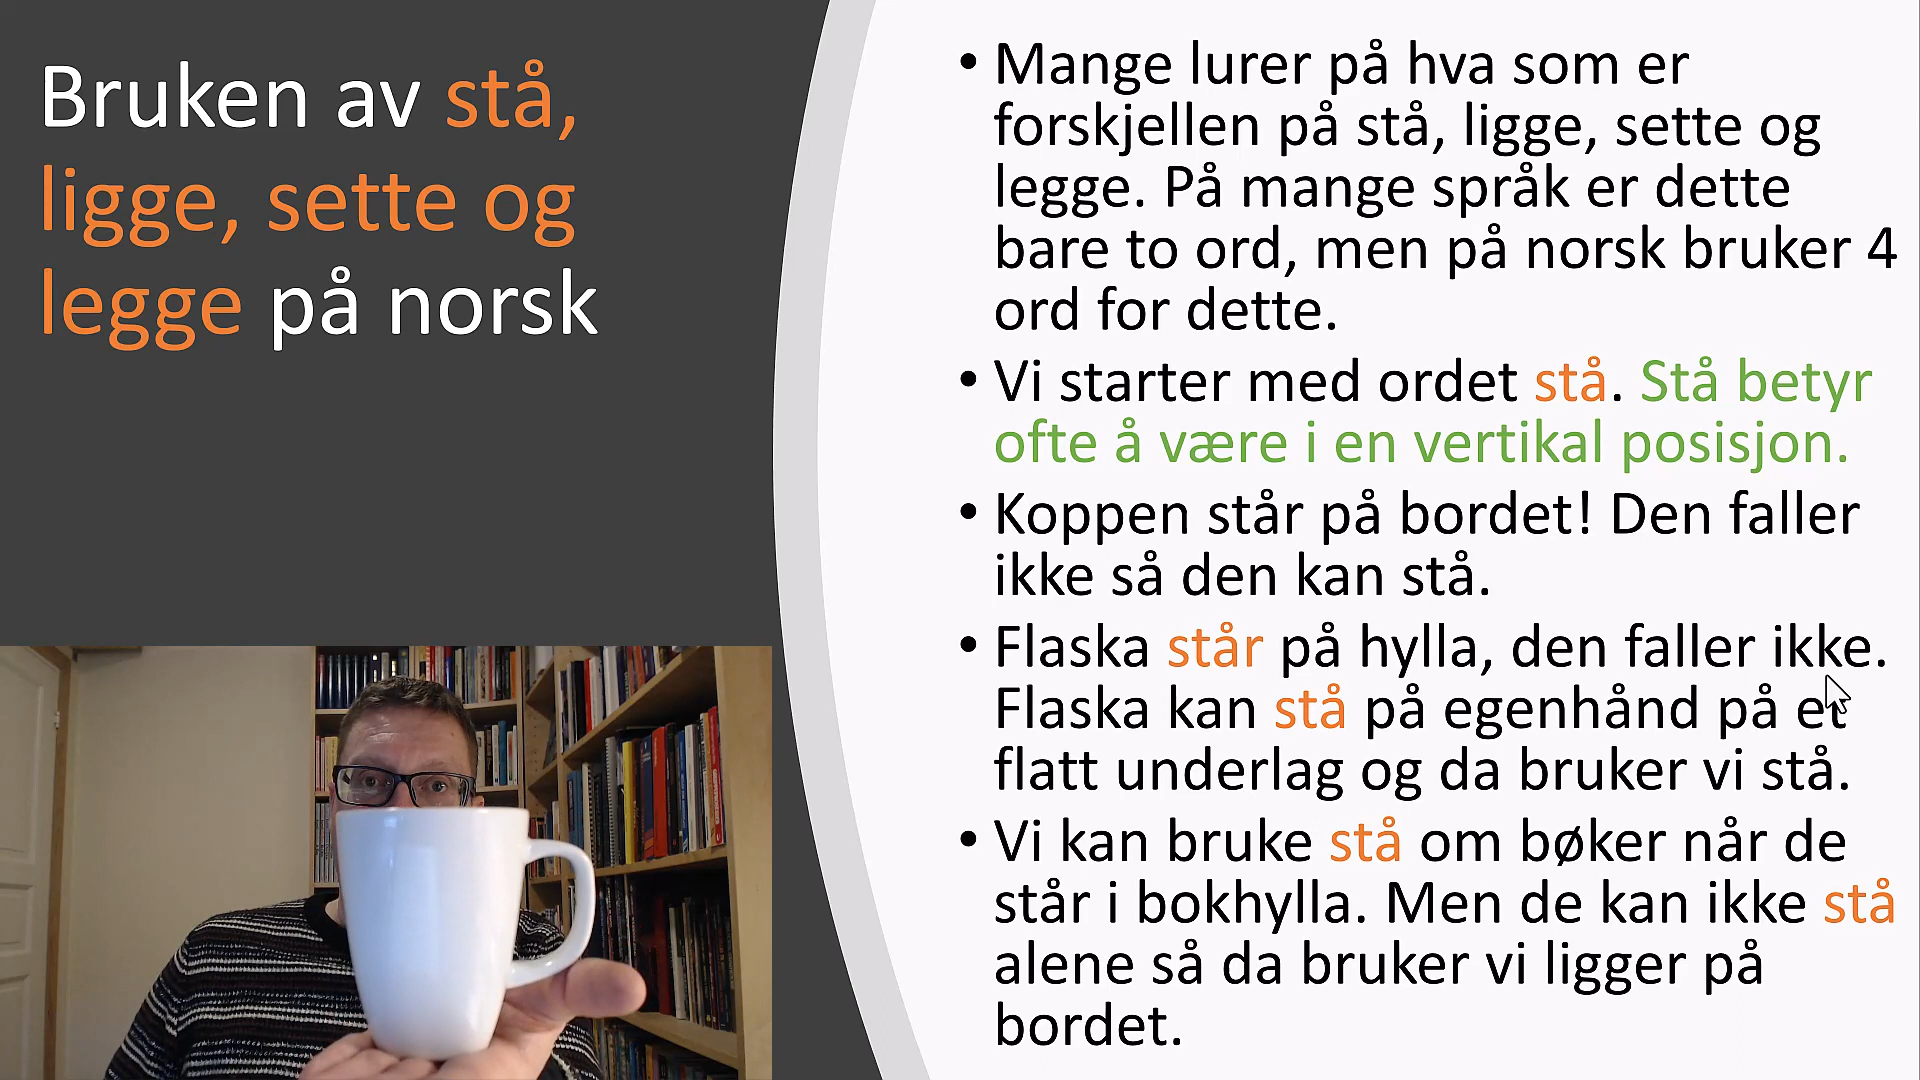 Bruken av stå,
ligge, sette og
legge på norsk
• Mange lurer på hva som er
forskjellen på stå, ligge, sette og
legge. På mange språk er dette
bare to ord, men på norsk bruker 4
ord for dette.
• Vi starter med ordet stå. Stå betyr
ofte å være i en vertikal posisjon.
• Koppen står på bordet! Den faller
ikke så den kan stå.
• Flaska står på hylla, den faller ikke.
Flaska kan stå på egenhånd på et
flatt underlag og da bruker vi stå.
• Vi kan bruke stå om bøker når de
står i bokhylla. Men de kan ikke stå
alene så da bruker vi ligger på
bordet.